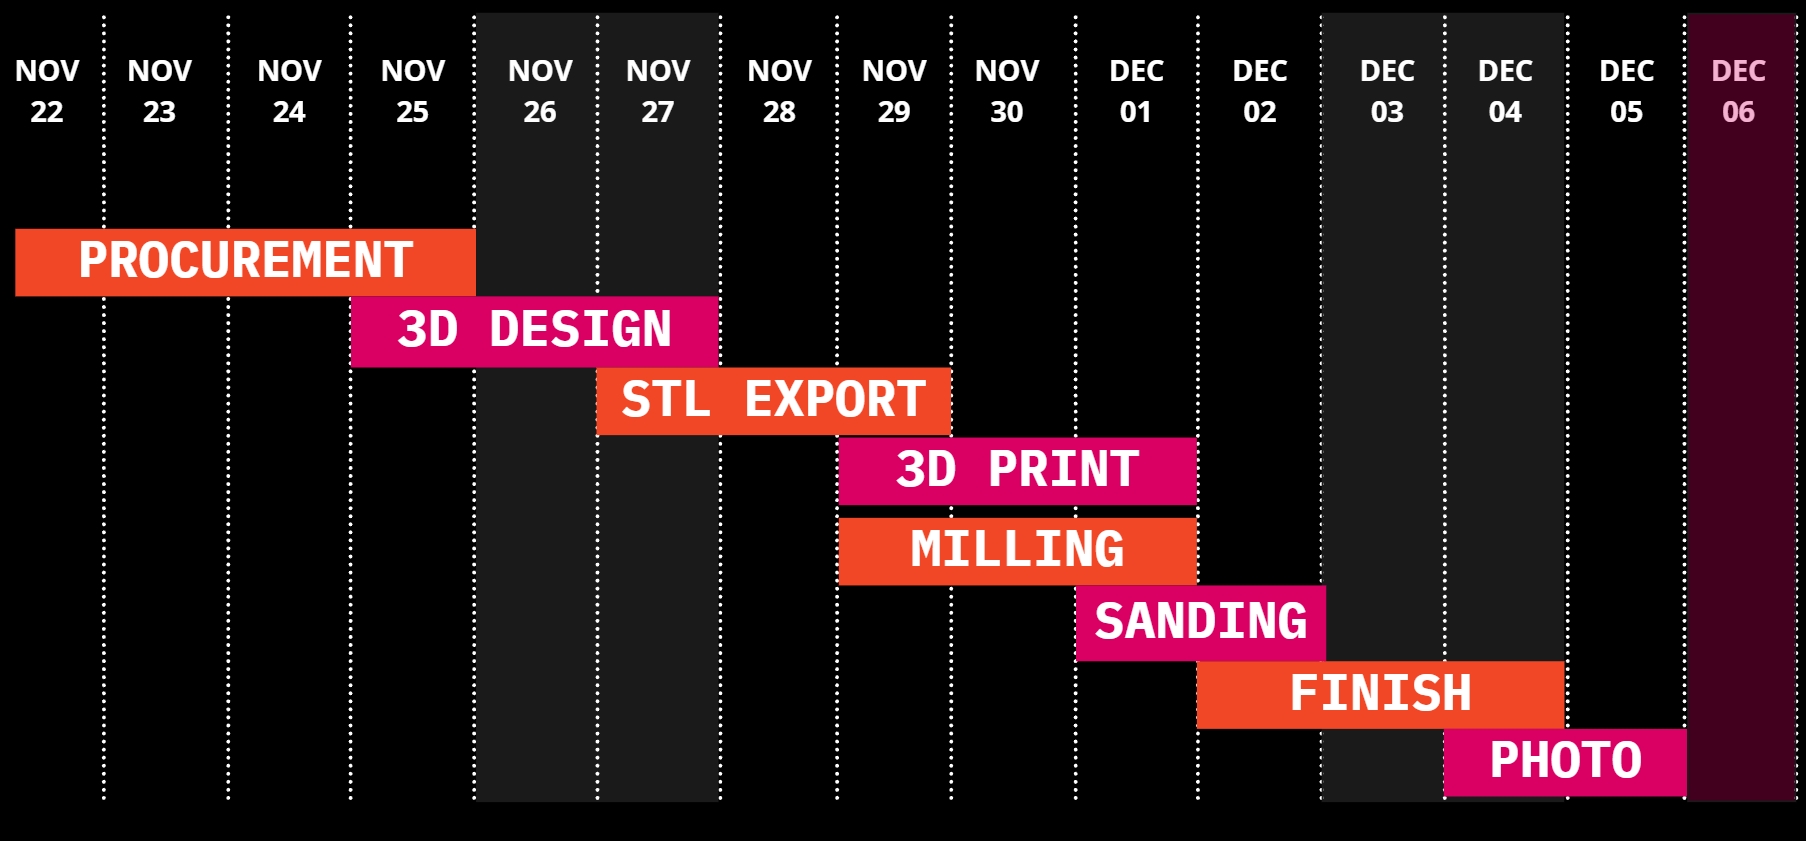 NOV NOV NOV NOV NOV NOV NOV NOV NOV DEC DEC DEC DEC DEC DEC
22 23 24 25 26 27 28 29 30 01 02 03 04 05 06
PROCUREMENT
3D DESIGN
STL EXPORT
3D PRINT
MILLING
SANDING
FINISH
PHOTO